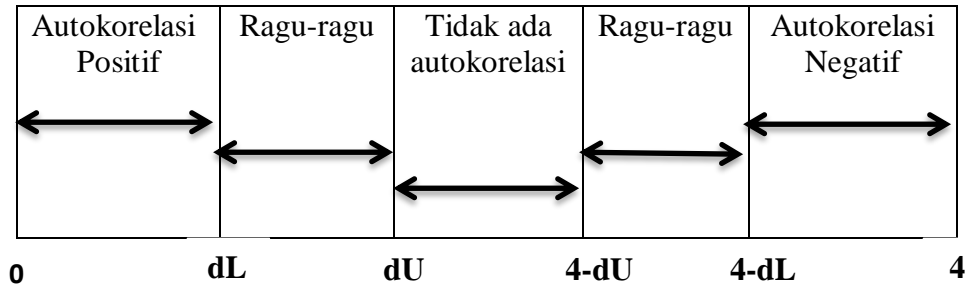 Autokorelasi
Positif
Ragu-ragu
Tidak ada
autokorelasi
Ragu-ragu
Autokorelasi
Negatif
0 dL dU 4-dU 4-dL 4